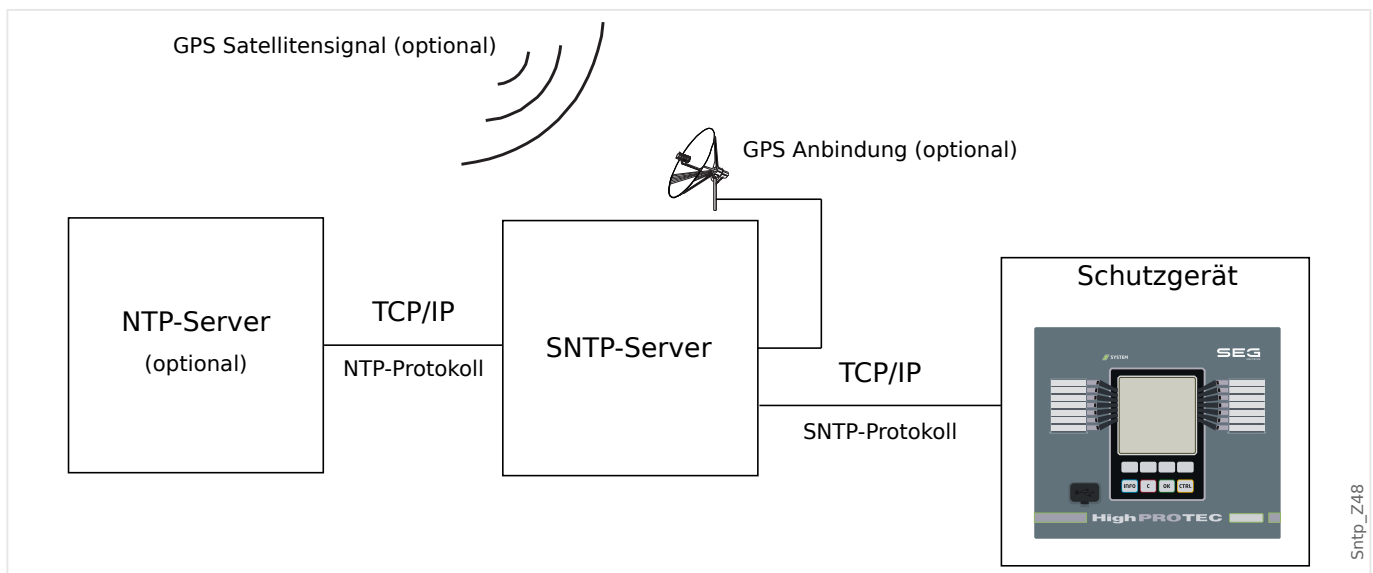 GPS Satellitensignal (optional)
GPS Anbindung (optional)
NTP-Server
(optional)
TCP/IP
NTP-Protokoll
SNTP-Server
TCP/IP
SNTP-Protokoll
Schutzgerät
SYSTEM
SEG
INFO C OK CTRL
HighPROTEC
Sntp_Z48